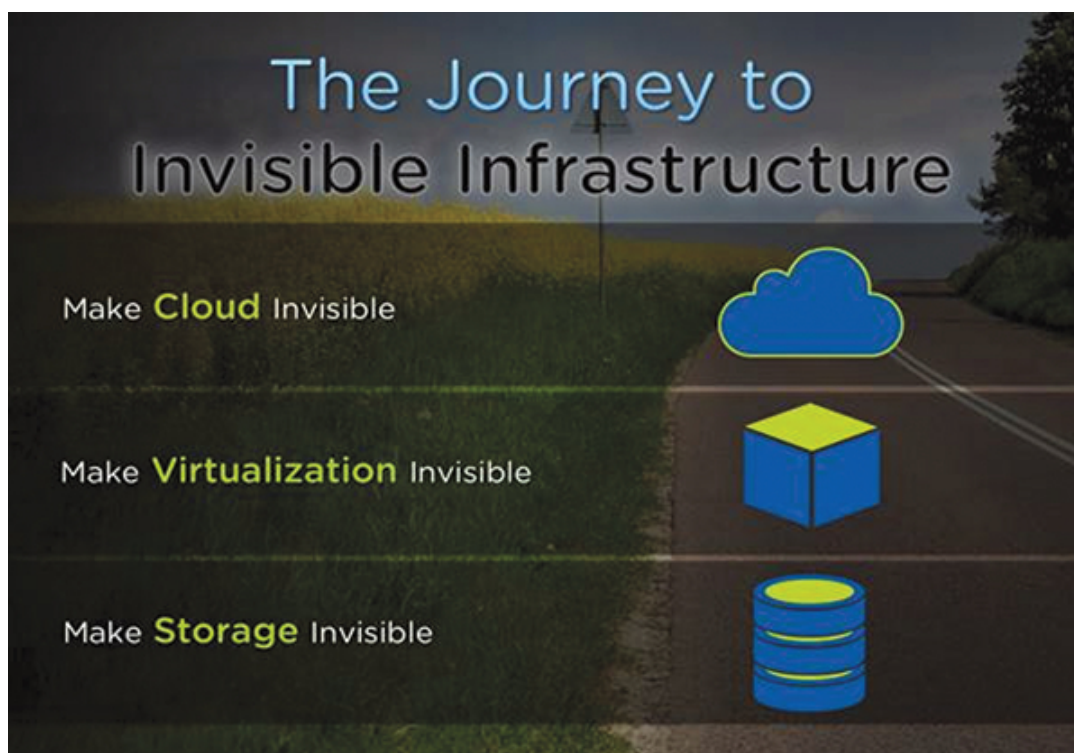 The Journey to
Invisible Infrastructure
Make Cloud Invisible
Make Virtualization Invisible
Make Storage Invisible